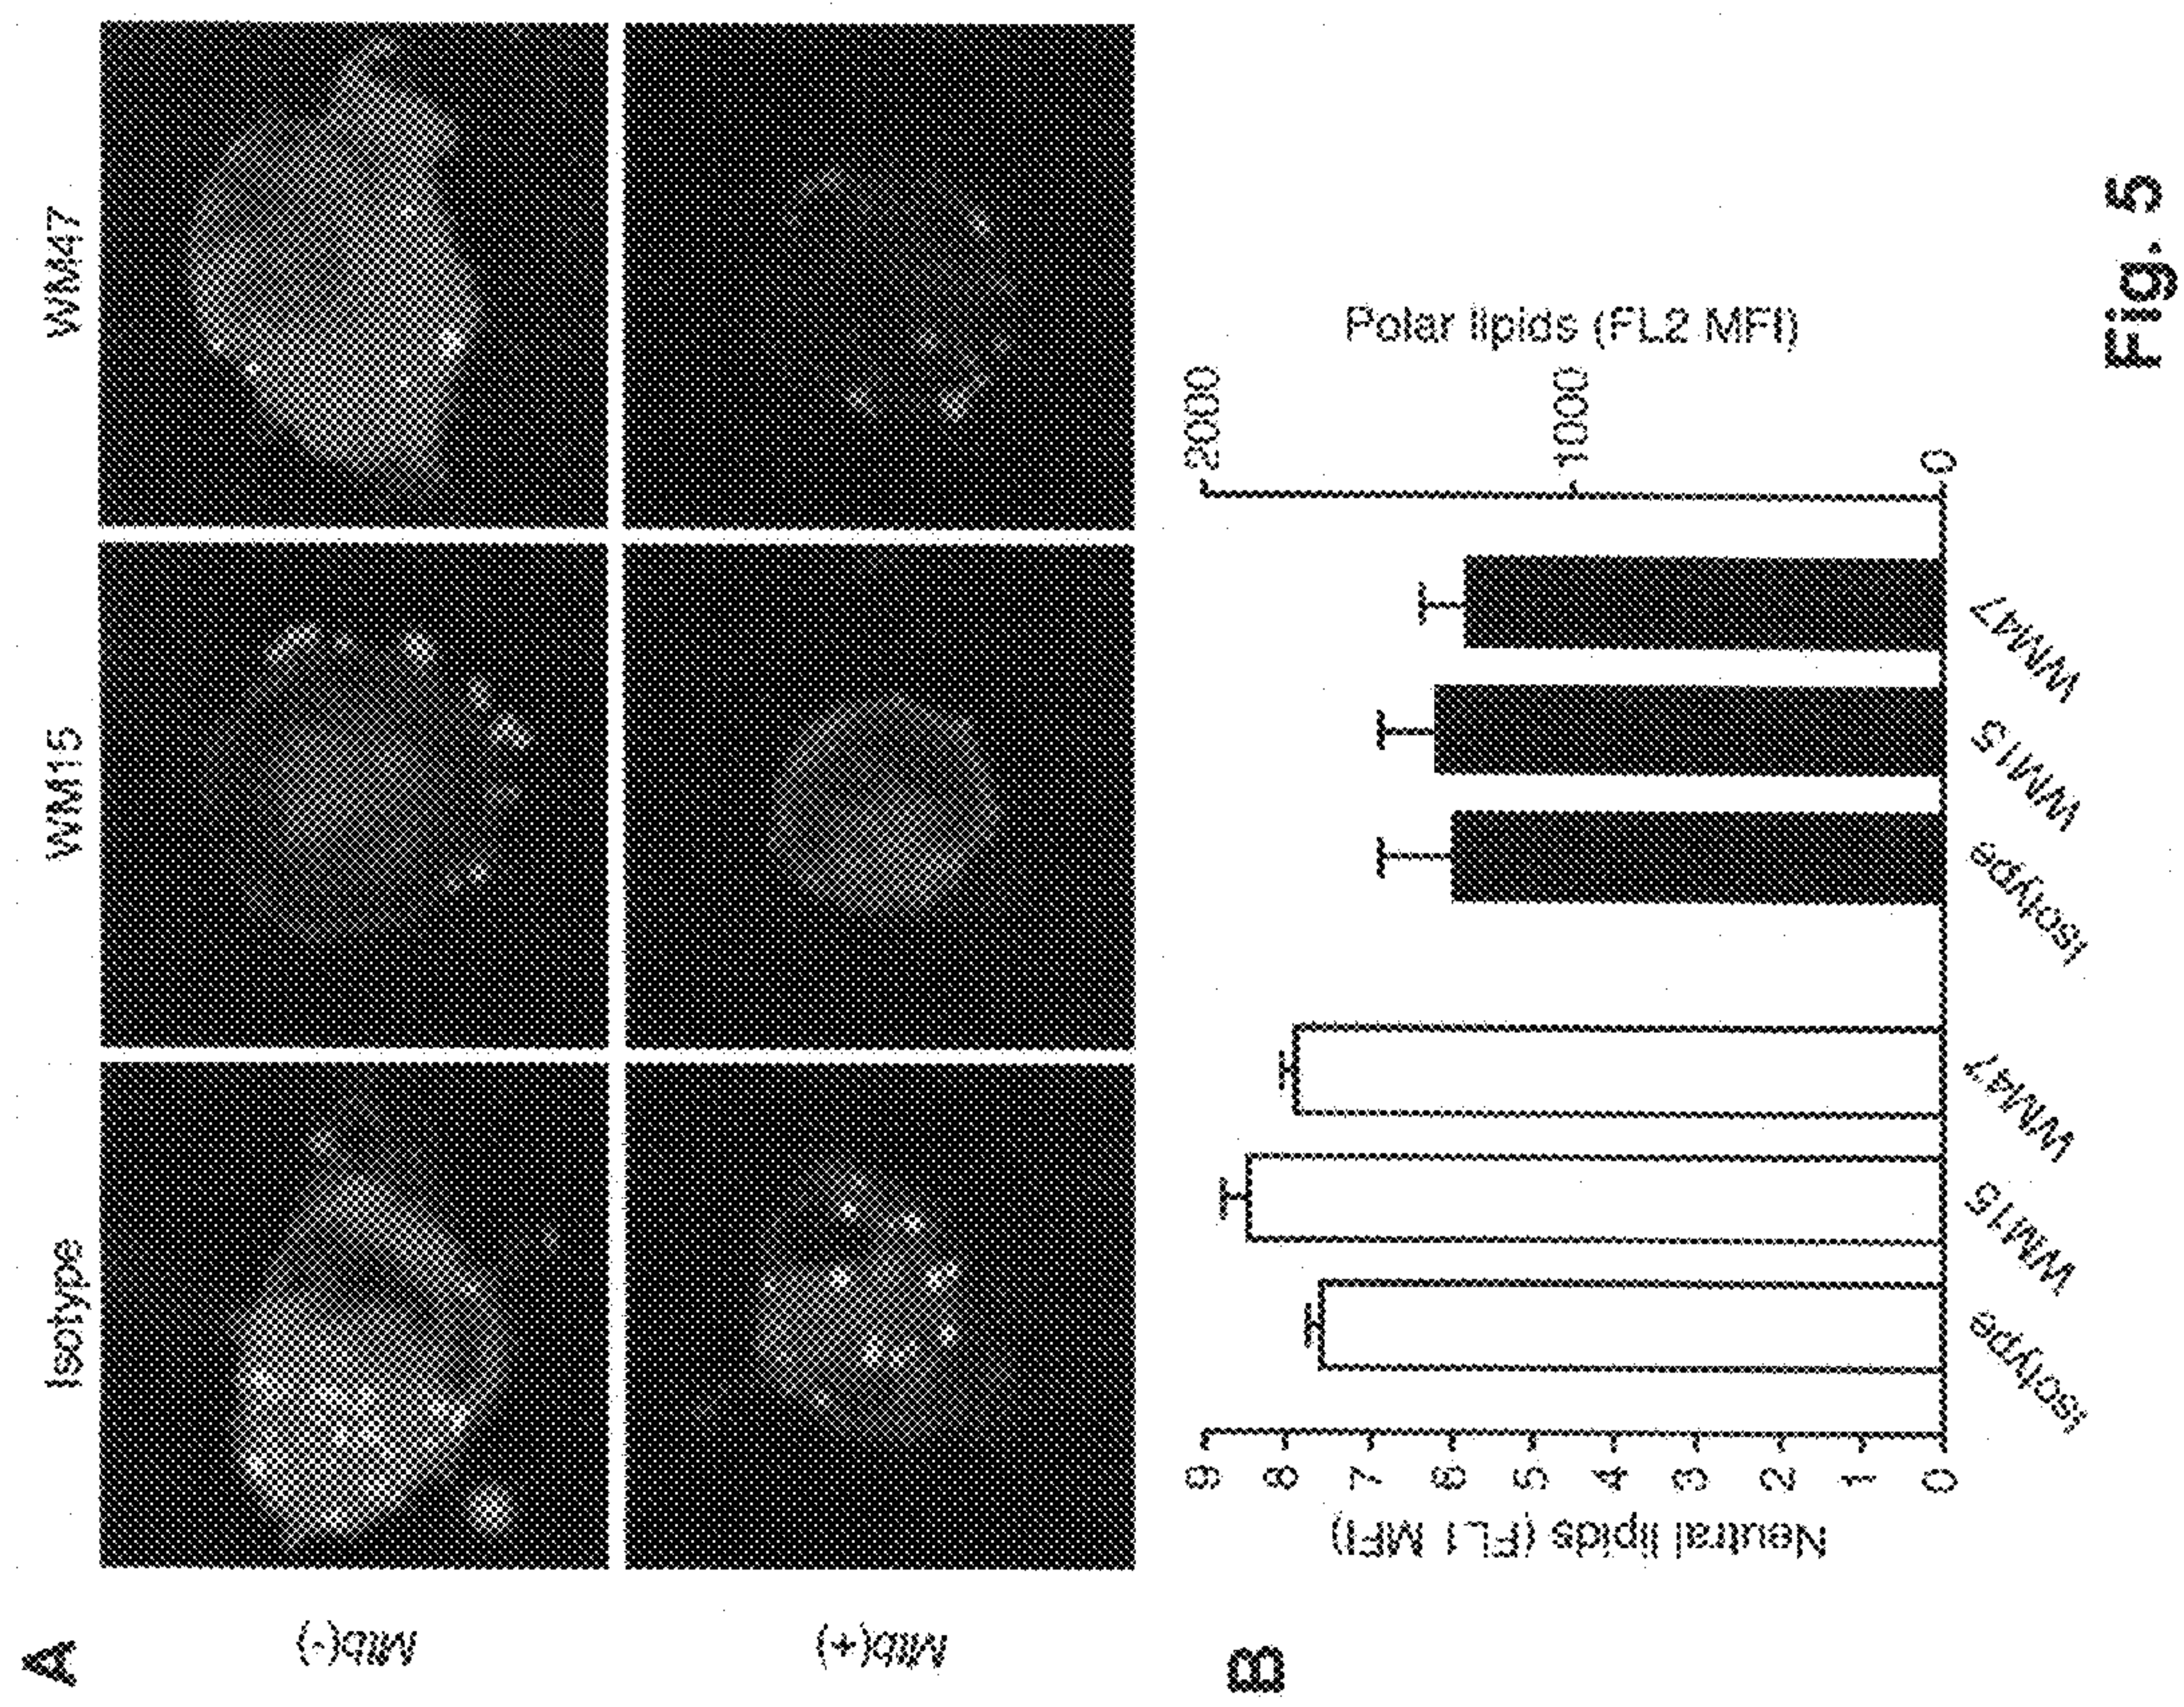 A
Isotype
WM15
WM47
Mtb(-)
Mtb(+)
B
Neutral lipids (FL1 MFI)
9
8
7
6
5
4
3
2
1
0
Polar lipids (FL2 MFI)
2000
1000
0
Isotype
WM15
WM47
Isotype
WM15
WM47
Fig. 5